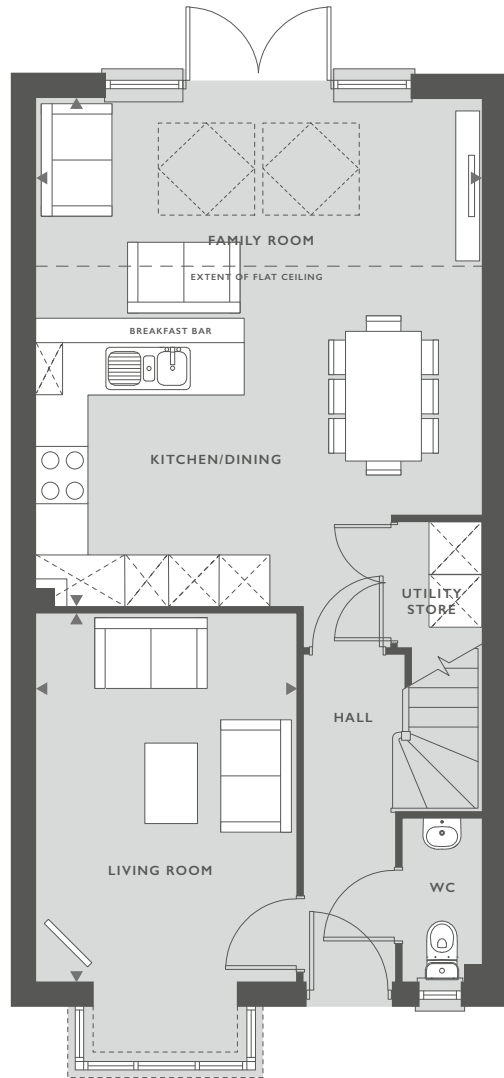 FAMILY ROOM
EXTENT OF FLAT CEILING
BREAKFAST BAR
KITCHEN/DINING
UTILITY
STORE
HALL
LIVING ROOM
WC